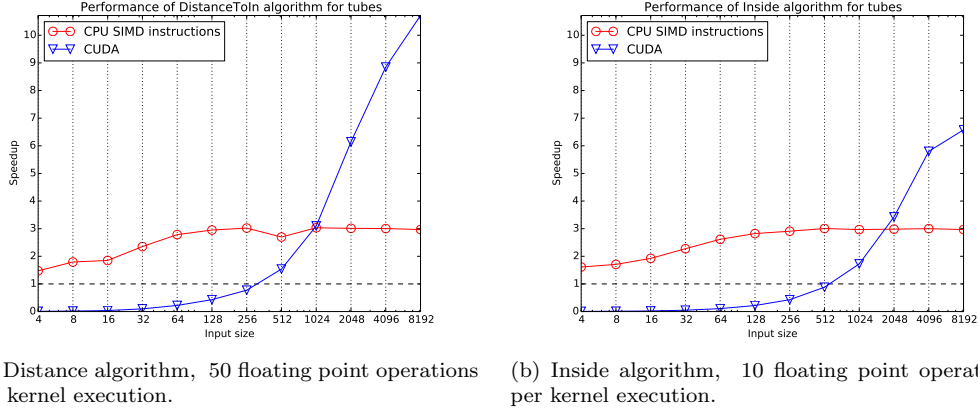 Performance of DistanceToIn algorithm for tubes
CPU SIMD instructions
CUDA
Speedup
10
9
8
7
6
5
4
3
2
1
0
4 8 16 32 64 128 256 512 1024 2048 4096 8192
Input size
Performance of Inside algorithm for tubes
CPU SIMD instructions
CUDA
Speedup
10
9
8
7
6
5
4
3
2
1
0
4 8 16 32 64 128 256 512 1024 2048 4096 8192
Input size
Distance algorithm, 50 floating point operations
kernel execution.
(b) Inside algorithm, 10 floating point operat
per kernel execution.